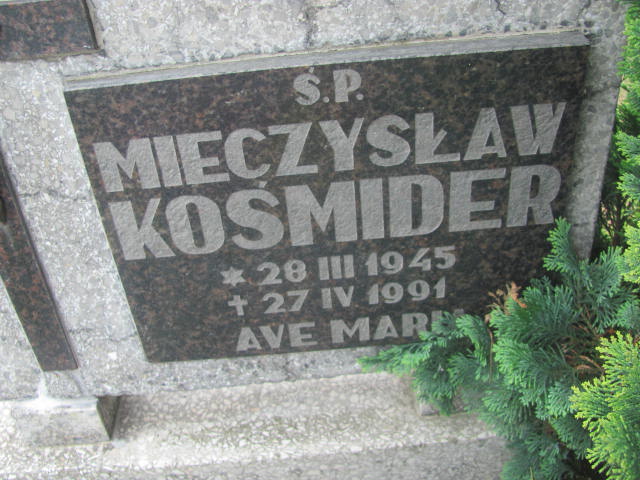 Ś.P.
MIECZYSŁAW
KOŚMIDER
* 28 III 1945
✝ 27 IV 1991
AVE